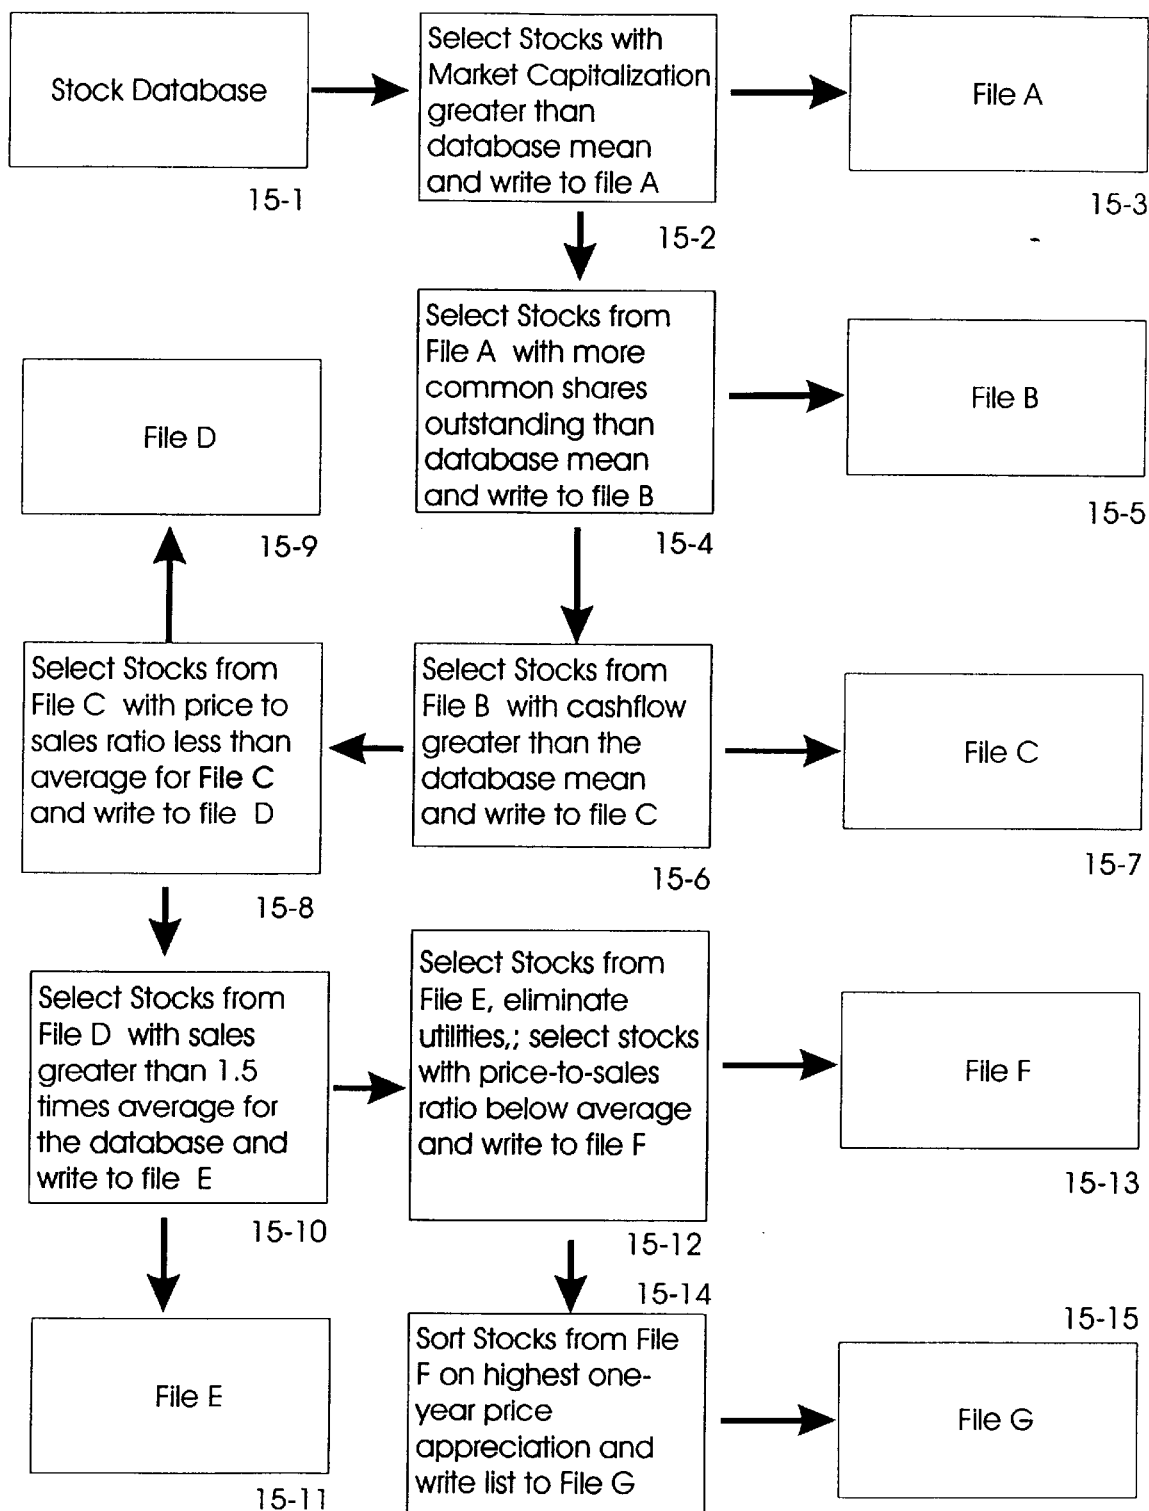 Stock Database
15-1
Select Stocks with
Market Capitalization
greater than
database mean
and write to file A
15-2
File A
15-3
Select Stocks from
File A with more
common shares
outstanding than
database mean
and write to file B
15-4
File B
15-5
File D
15-9
Select Stocks from
File C with price to
sales ratio less than
average for File C
and write to file D
15-8
Select Stocks from
File B with cashflow
greater than the
database mean
and write to file C
15-6
File C
15-7
Select Stocks from
File D with sales
greater than 1.5
times average for
the database and
write to file E
15-10
Select Stocks from
File E, eliminate
utilities,; select stocks
with price-to-sales
ratio below average
and write to file F
15-12
File F
15-13
File E
15-11
15-14
Sort Stocks from File
F on highest one-
year price
appreciation and
write list to File G
15-15
File G